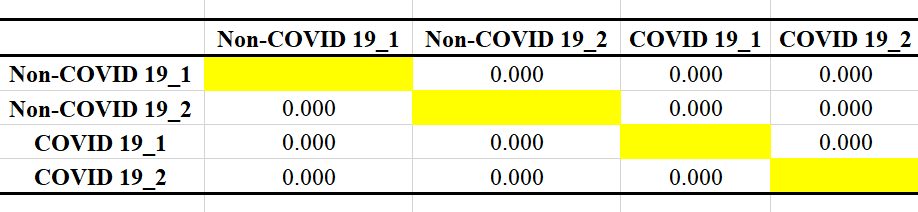 Non-COVID 19_1 Non-COVID 19_2 COVID 19_1 COVID 19_2
Non-COVID 19_1 0.000 0.000 0.000
Non-COVID 19_2 0.000 0.000 0.000
COVID 19_1 0.000 0.000 0.000
COVID 19_2 0.000 0.000 0.000